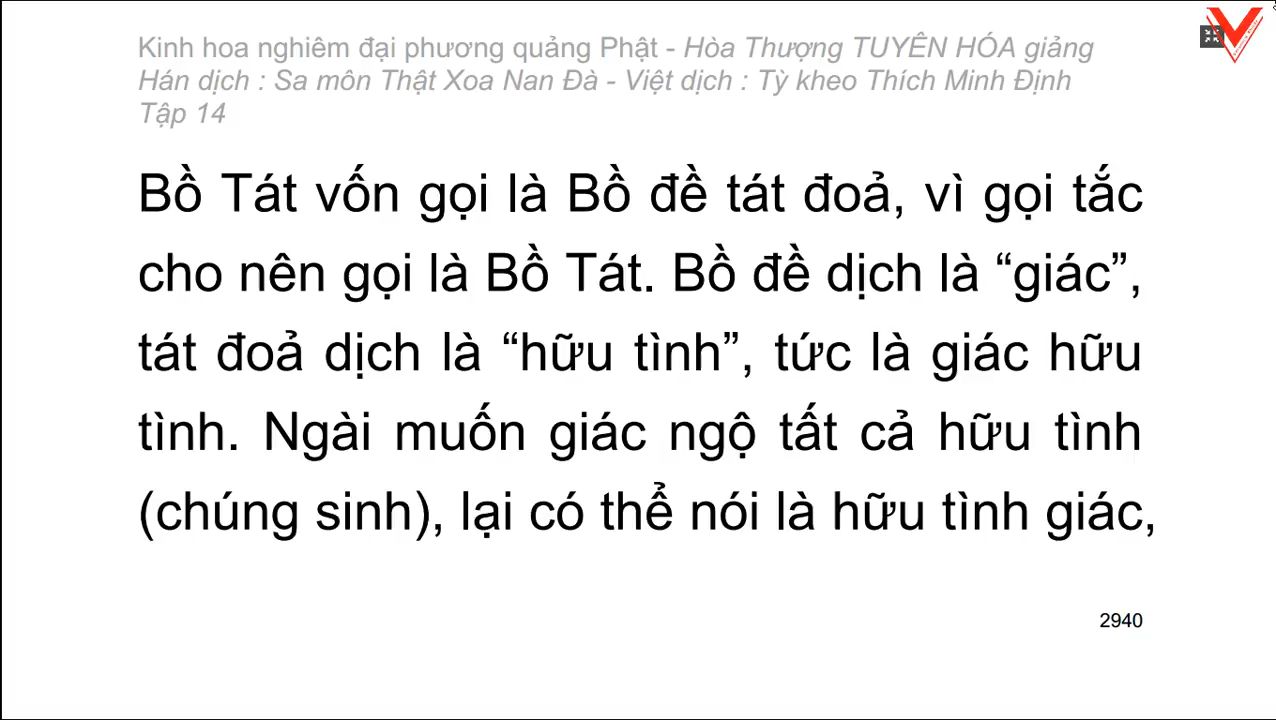 Kinh hoa nghiêm đại phương quảng Phật - Hòa Thượng TUYÊN HÓA giảng
Hán dịch : Sa môn Thật Xoa Nan Đà - Việt dịch : Tỳ kheo Thích Minh Định
Tập 14
Bồ Tát vốn gọi là Bồ đề tát đoả, vì gọi tắc
cho nên gọi là Bồ Tát. Bồ đề dịch là “giác”,
tát đoả dịch là “hữu tình”, tức là giác hữu
tình. Ngài muốn giác ngộ tất cả hữu tình
(chúng sinh), lại có thể nói là hữu tình giác,
2940